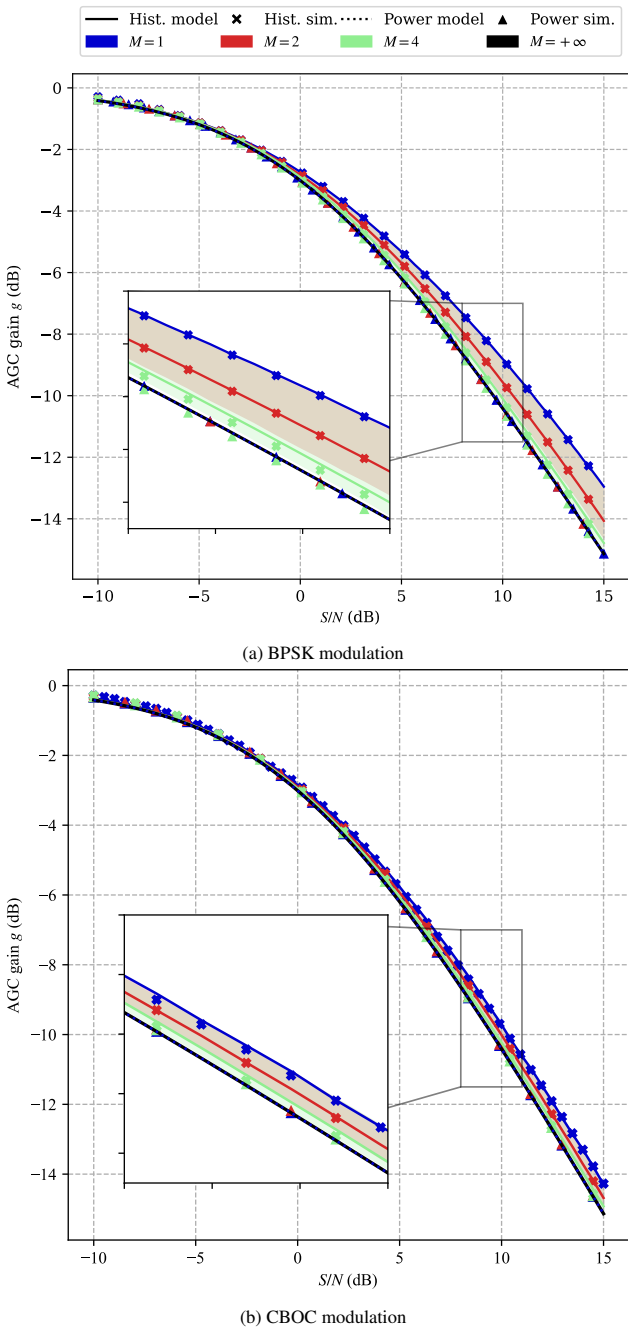 Hist. model Hist. sim. Power model Power sim.
M = 1 M = 2 M = 4 M = +∞
0
−2
−4
−6
−8
−10
−12
−14
AGC gain g (dB)
−10 −5 0 5 10 15
S/N (dB)
(a) BPSK modulation
0
−2
−4
−6
−8
−10
−12
−14
AGC gain g (dB)
−10 −5 0 5 10 15
S/N (dB)
(b) CBOC modulation